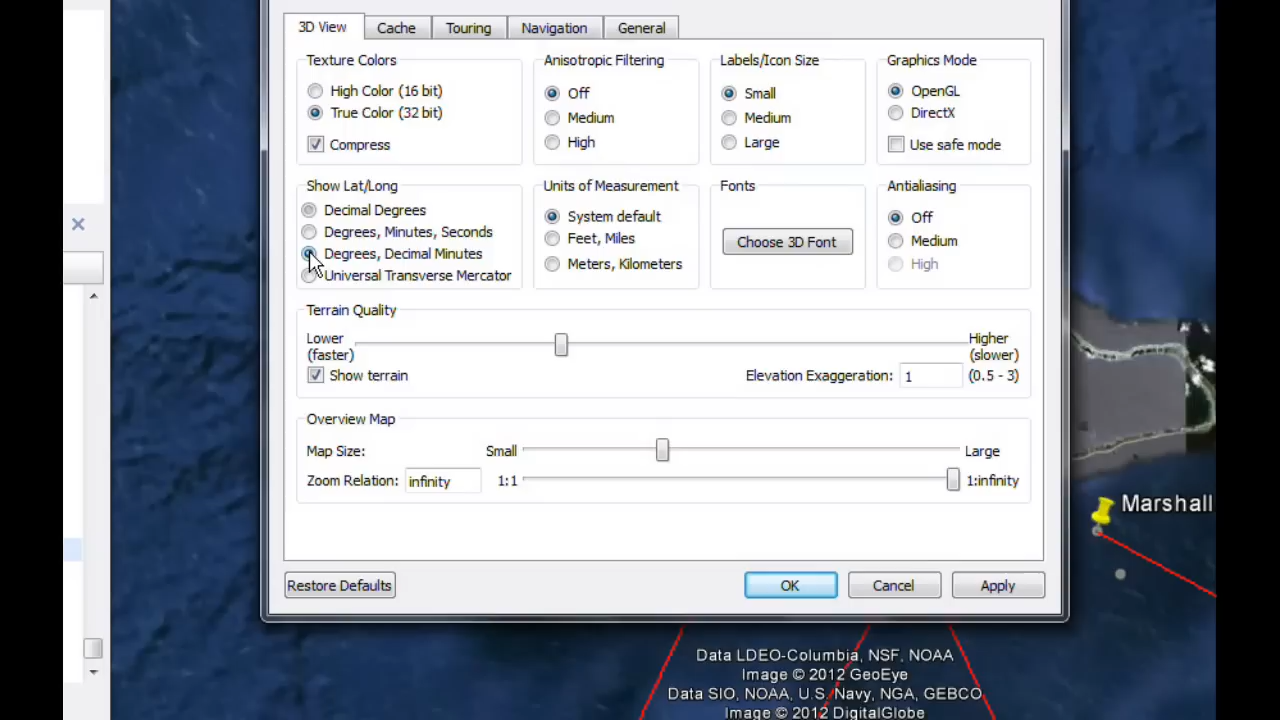 3D View
Cache
Touring
Navigation
General
Texture Colors
High Color (16 bit)
True Color (32 bit)
Compress
Anisotropic Filtering
Off
Medium
High
Labels/Icon Size
Small
Medium
Large
Graphics Mode
OpenGL
DirectX
Use safe mode
Show Lat/Long
Decimal Degrees
Degrees, Minutes, Seconds
Degrees, Decimal Minutes
Universal Transverse Mercator
Units of Measurement
System default
Feet, Miles
Meters, Kilometers
Fonts
Choose 3D Font
Antialiasing
Off
Medium
High
Terrain Quality
Lower
(faster)
Higher
(slower)
Show terrain
Elevation Exaggeration: 1 (0.5 - 3)
Overview Map
Map Size: Small Large
Zoom Relation: infinity 1:1 1:infinity
Marshall
Restore Defaults
OK
Cancel
Apply
Data LDEO-Columbia, NSF, NOAA
Image © 2012 GeoEye
Data SIO, NOAA, U.S. Navy, NGA, GEBCO
Image © 2012 DigitalGlobe